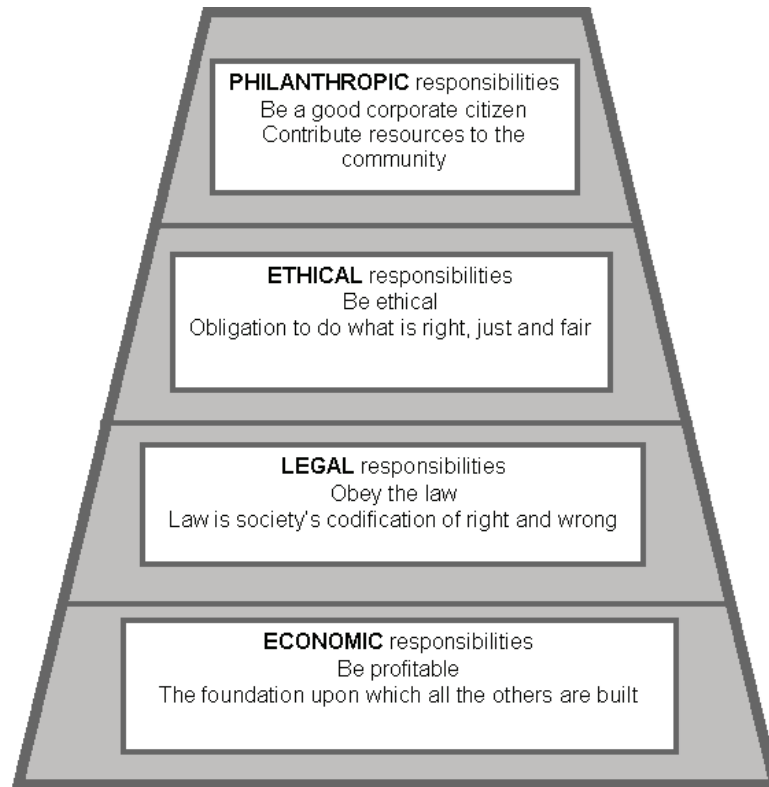 PHILANTHROPIC responsibilities
Be a good corporate citizen
Contribute resources to the
community
ETHICAL responsibilities
Be ethical
Obligation to do what is right, just and fair
LEGAL responsibilities
Obey the law
Law is society's codification of right and wrong
ECONOMIC responsibilities
Be profitable
The foundation upon which all the others are built